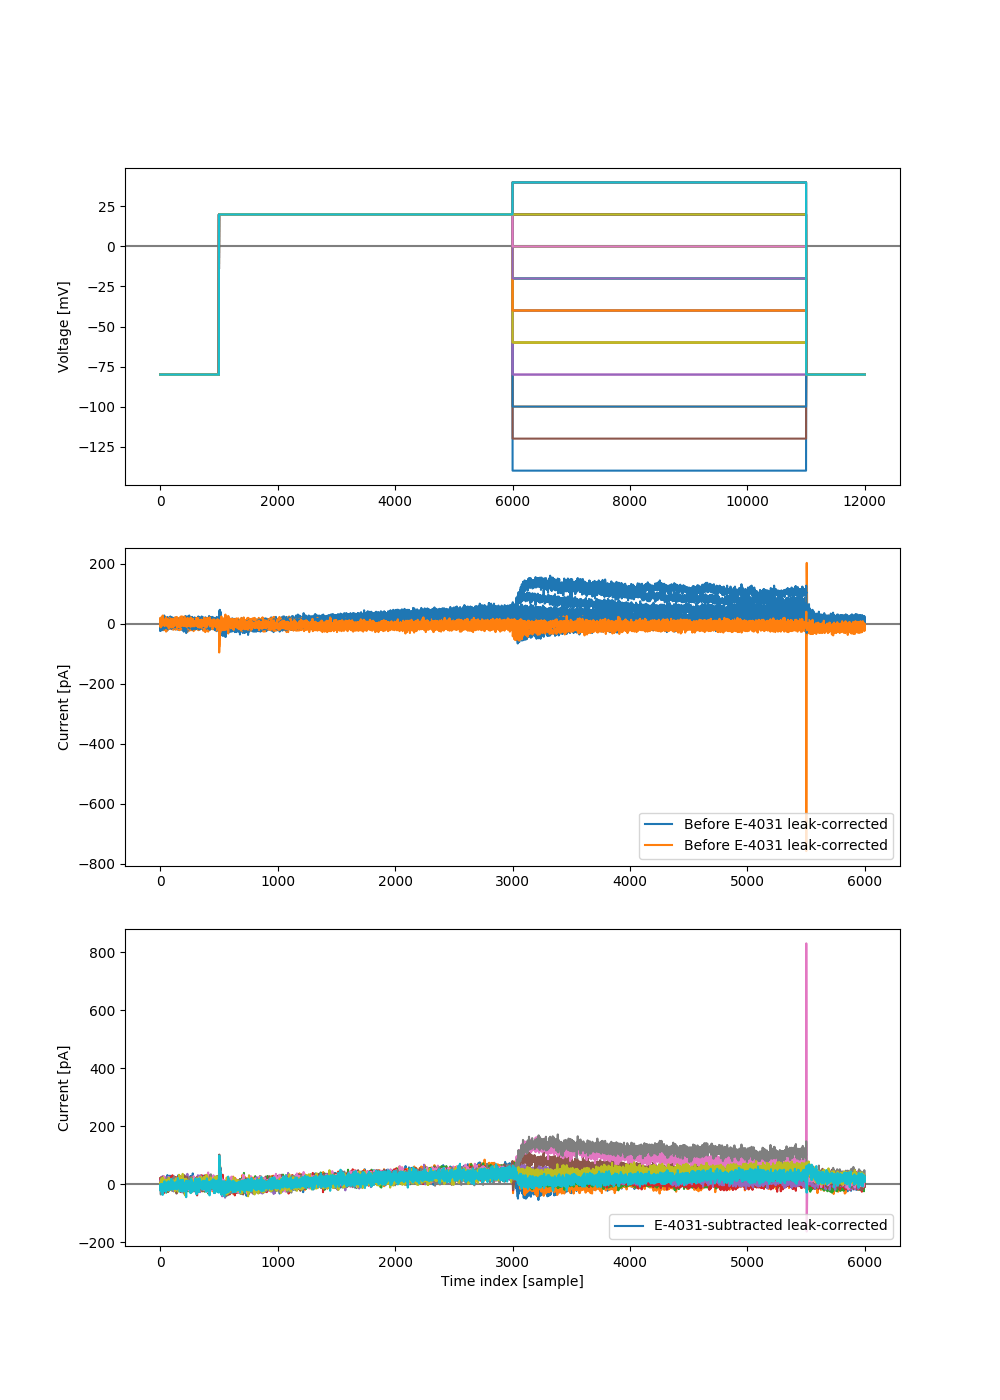 25
0
−25
−50
−75
−100
−125
Voltage [mV]
0 2000 4000 6000 8000 10000 12000
200
0
−200
−400
−600
−800
Current [pA]
Before E-4031 leak-corrected
Before E-4031 leak-corrected
0 1000 2000 3000 4000 5000 6000
800
600
400
200
0
−200
Current [pA]
E-4031-subtracted leak-corrected
0 1000 2000 3000 4000 5000 6000
Time index [sample]